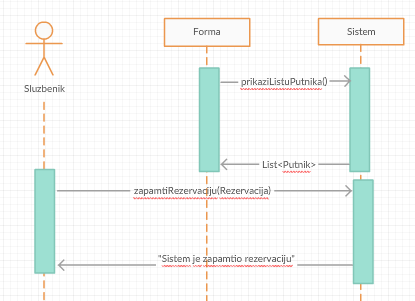 Forma
Sistem
prikaziListuPutnika()
Sluzbenik
List<Putnik>
zapamtiRezervaciju(Rezervacija)
"Sistem je zapamtio rezervaciju"